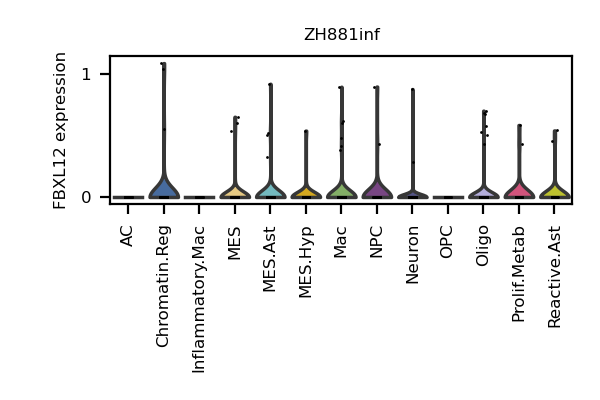 ZH881inf
FBXL12 expression
1
0
AC
Chromatin.Reg
Inflammatory.Mac
MES
MES.Ast
MES.Hyp
Mac
NPC
Neuron
OPC
Oligo
Prolif.Metab
Reactive.Ast